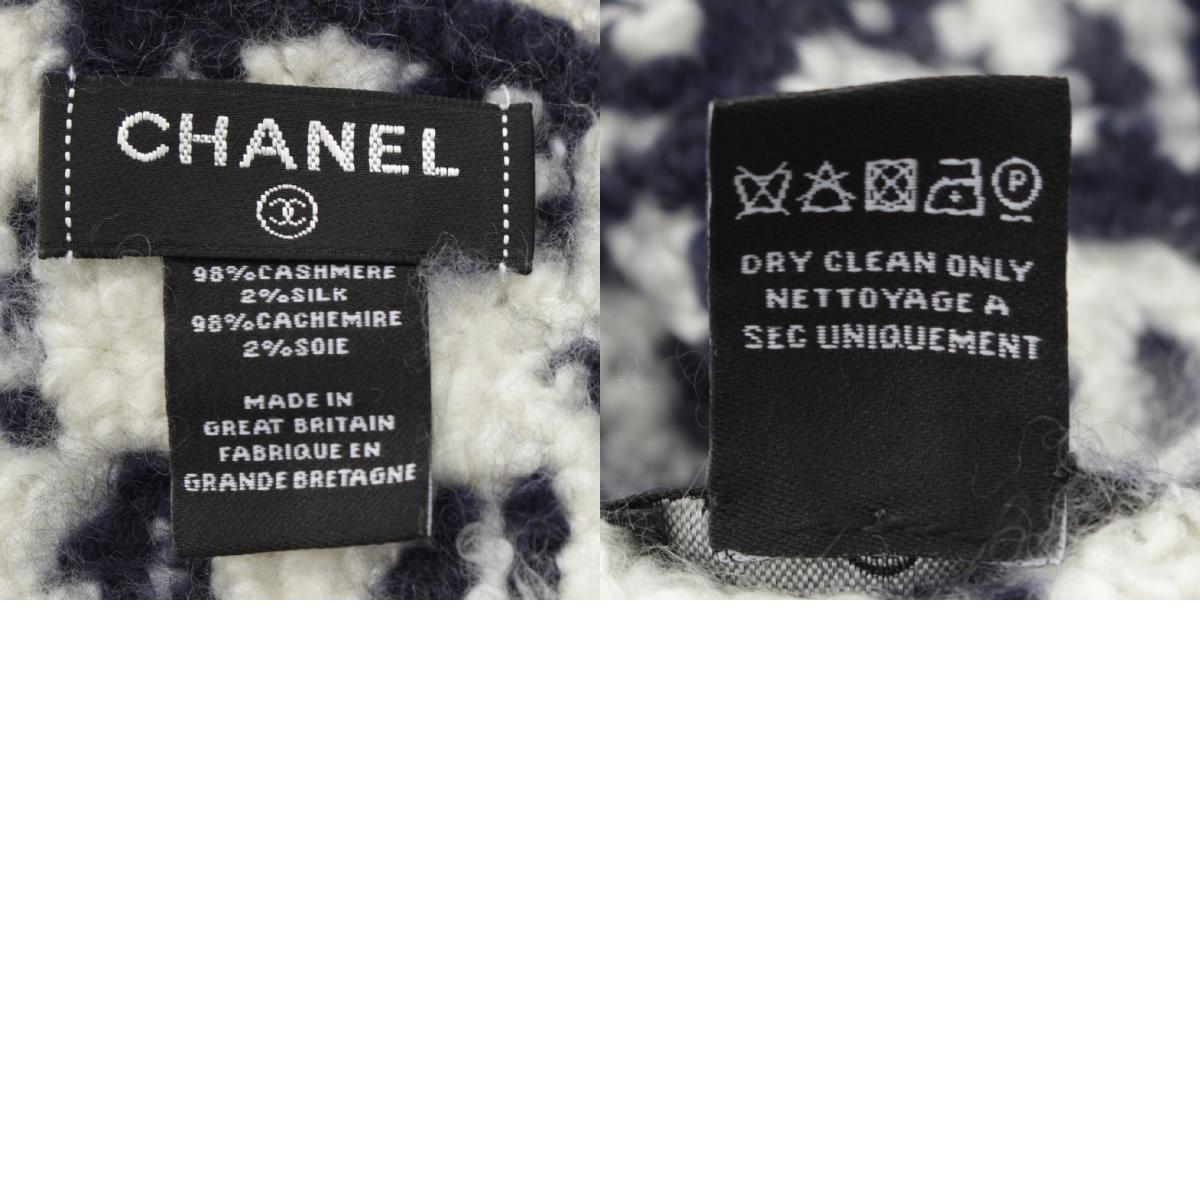 CHANEL
98%CASHMERE
2%SILK
98%CACHEMIRE
2%SOIE
MADE IN
GREAT BRITAIN
FABRIQUE EN
GRANDE BRETAGNE
P
DRY CLEAN ONLY
NETTOYAGE A
SEC UNIQUEMENT